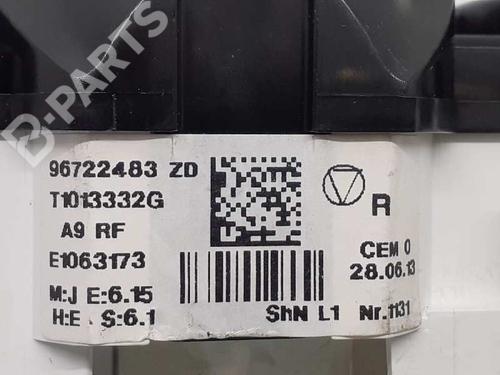 B-PARTS
96722483 ZD
T1013332G
A9 RF
E1063173
M:J E:6.15
H:E S:6.1
R
CEM 0
28.06.13
ShN L1 Nr.1131